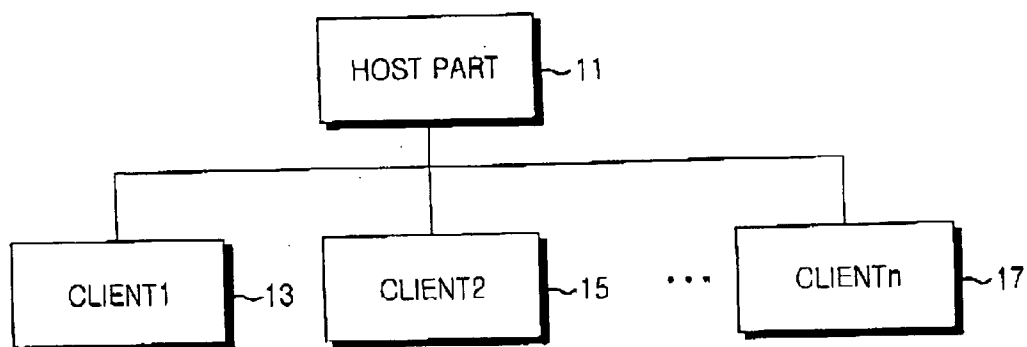 HOST PART
11
CLIENT1
13
CLIENT2
15
...
CLIENTn
17